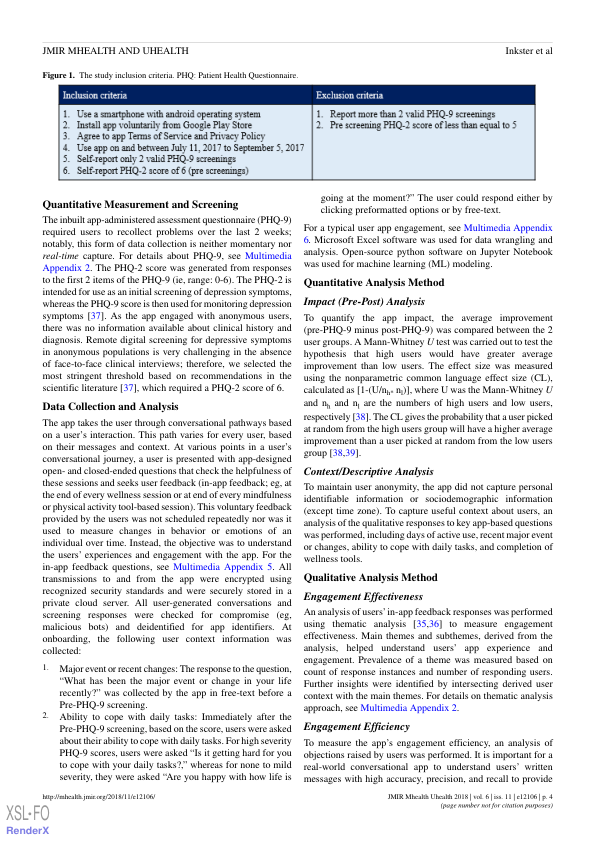 JMIR MHEALTH AND UHEALTH
Inkster et al
Figure 1. The study inclusion criteria. PHQ: Patient Health Questionnaire.
Inclusion criteria
1. Use a smartphone with android operating system
2. Install app voluntarily from Google Play Store
3. Agree to app Terms of Service and Privacy Policy
4. Use app on and between July 11, 2017 to September 5, 2017
5. Self-report only 2 valid PHQ-9 screenings
6. Self-report PHQ-2 score of 6 (pre screenings)
Exclusion criteria
1. Report more than 2 valid PHQ-9 screenings
2. Pre screening PHQ-2 score of less than equal to 5
Quantitative Measurement and Screening
The inbuilt app-administered assessment questionnaire (PHQ-9)
required users to recollect problems over the last 2 weeks;
notably, this form of data collection is neither momentary nor
real-time capture. For details about PHQ-9, see Multimedia
Appendix 2. The PHQ-2 score was generated from responses
to the first 2 items of the PHQ-9 (ie, range: 0-6). The PHQ-2 is
intended for use as an initial screening of depression symptoms,
whereas the PHQ-9 score is then used for monitoring depression
symptoms [37]. As the app engaged with anonymous users,
there was no information available about clinical history and
diagnosis. Remote digital screening for depressive symptoms
in anonymous populations is very challenging in the absence
of face-to-face clinical interviews; therefore, we selected the
most stringent threshold based on recommendations in the
scientific literature [37], which required a PHQ-2 score of 6.
Data Collection and Analysis
The app takes the user through conversational pathways based
on a user's interaction. This path varies for every user, based
on their messages and context. At various points in a user's
conversational journey, a user is presented with app-designed
open- and closed-ended questions that check the helpfulness of
these sessions and seeks user feedback (in-app feedback; eg, at
the end of every wellness session or at end of every mindfulness
or physical activity tool-based session). This voluntary feedback
provided by the users was not scheduled repeatedly nor was it
used to measure changes in behavior or emotions of an
individual over time. Instead, the objective was to understand
the users' experiences and engagement with the app. For the
in-app feedback questions, see Multimedia Appendix 5. All
transmissions to and from the app were encrypted using
recognized security standards and were securely stored in a
private cloud server. All user-generated conversations and
screening responses were checked for compromise (eg,
malicious bots) and deidentified for app identifiers. At
onboarding, the following user context information was
collected:
1. Major event or recent changes: The response to the question,
"What has been the major event or change in your life
recently?" was collected by the app in free-text before a
Pre-PHQ-9 screening.
2. Ability to cope with daily tasks: Immediately after the
Pre-PHQ-9 screening, based on the score, users were asked
about their ability to cope with daily tasks. For high severity
PHQ-9 scores, users were asked "Is it getting hard for you
to cope with your daily tasks?," whereas for none to mild
severity, they were asked "Are you happy with how life is
going at the moment?" The user could respond either by
clicking preformatted options or by free-text.
For a typical user app engagement, see Multimedia Appendix
6. Microsoft Excel software was used for data wrangling and
analysis. Open-source python software on Jupyter Notebook
was used for machine learning (ML) modeling.
Quantitative Analysis Method
Impact (Pre-Post) Analysis
To quantify the app impact, the average improvement
(pre-PHQ-9 minus post-PHQ-9) was compared between the 2
user groups. A Mann-Whitney U test was carried out to test the
hypothesis that high users would have greater average
improvement than low users. The effect size was measured
using the nonparametric common language effect size (CL),
calculated as [1-(U/nh* nl)], where U was the Mann-Whitney U
and nh and nl are the numbers of high users and low users,
respectively [38]. The CL gives the probability that a user picked
at random from the high users group will have a higher average
improvement than a user picked at random from the low users
group [38,39].
Context/Descriptive Analysis
To maintain user anonymity, the app did not capture personal
identifiable information or sociodemographic information
(except time zone). To capture useful context about users, an
analysis of the qualitative responses to key app-based questions
was performed, including days of active use, recent major event
or changes, ability to cope with daily tasks, and completion of
wellness tools.
Qualitative Analysis Method
Engagement Effectiveness
An analysis of users' in-app feedback responses was performed
using thematic analysis [35,36] to measure engagement
effectiveness. Main themes and subthemes, derived from the
analysis, helped understand users' app experience and
engagement. Prevalence of a theme was measured based on
count of response instances and number of responding users.
Further insights were identified by intersecting derived user
context with the main themes. For details on thematic analysis
approach, see Multimedia Appendix 2.
Engagement Efficiency
To measure the app's engagement efficiency, an analysis of
objections raised by users was performed. It is important for a
real-world conversational app to understand users' written
messages with high accuracy, precision, and recall to provide
http://mhealth.jmir.org/2018/11/e12106/
JMIR Mhealth Uhealth 2018 | vol. 6 | iss. 11 | e12106 | p. 4
(page number not for citation purposes)
XSL•FO
RenderX